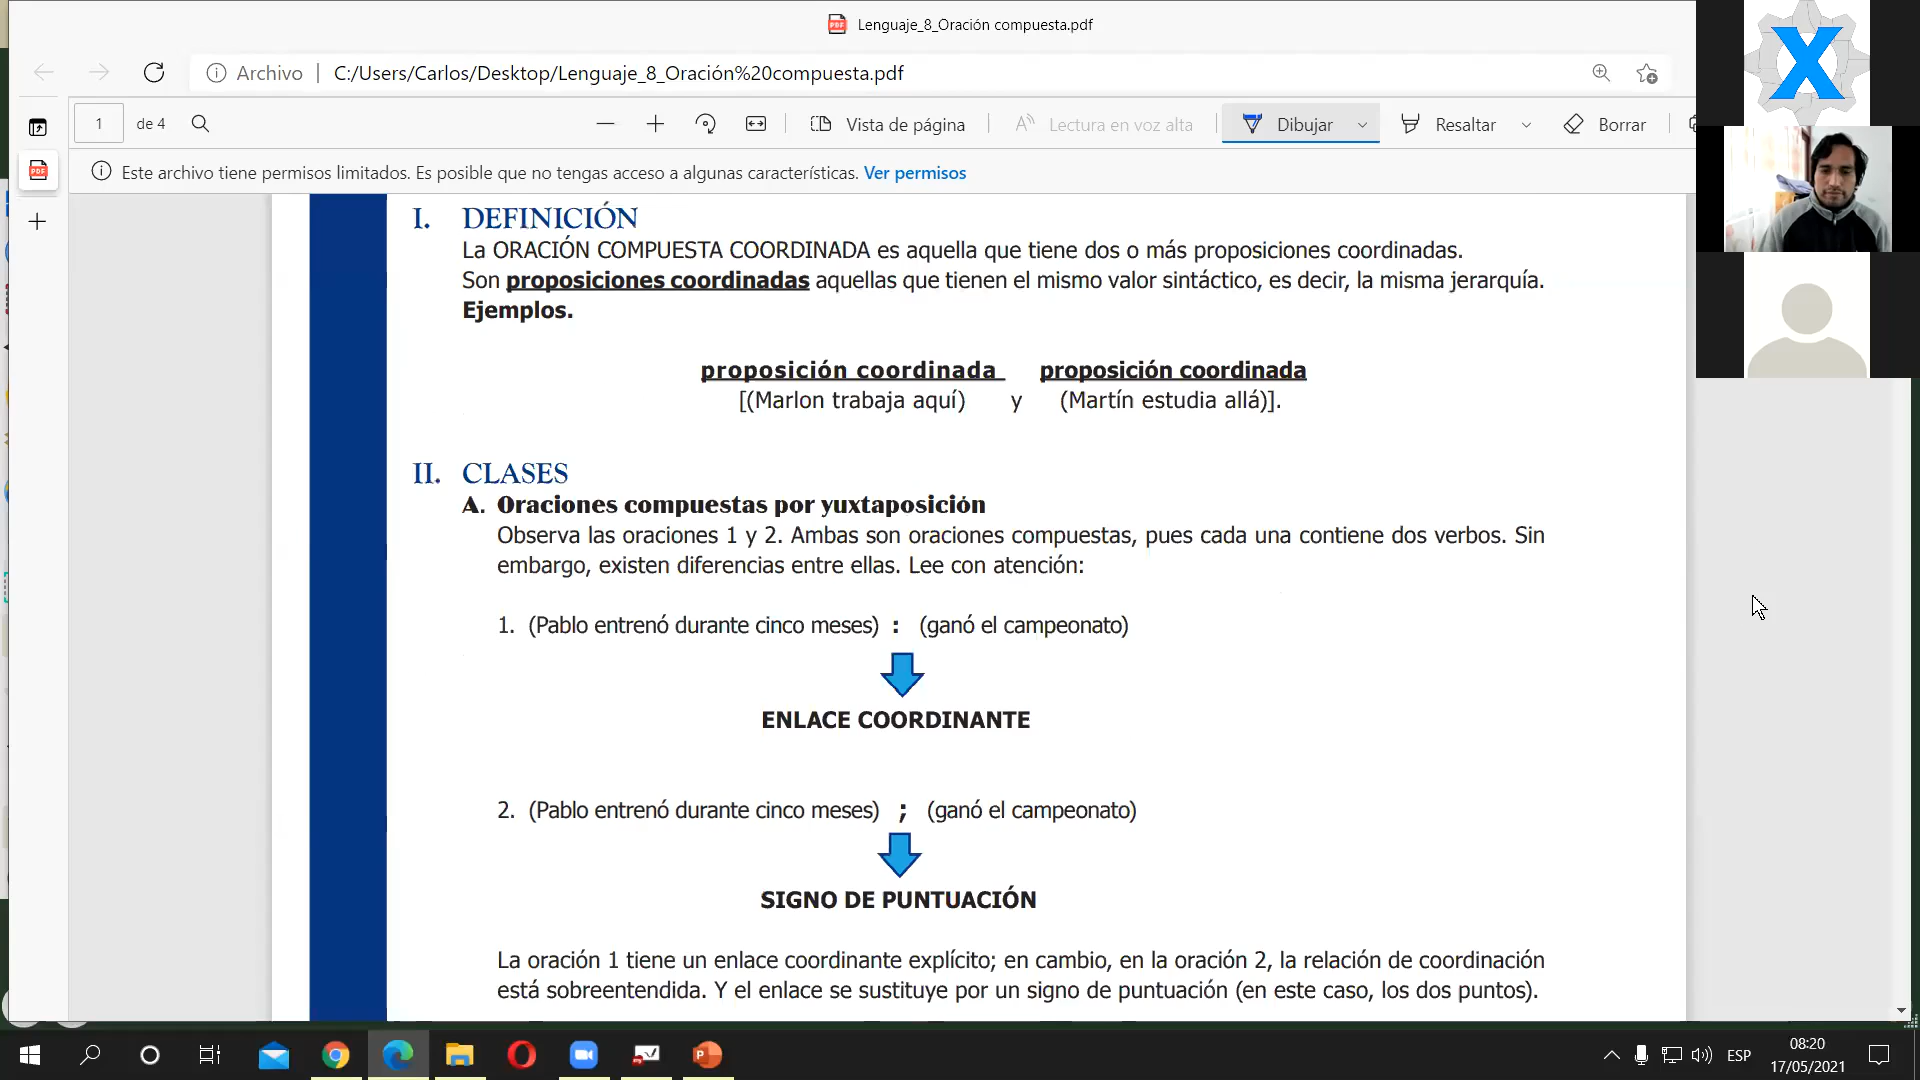 Lenguaje_8_Oración compuesta.pdf
Archivo | C:/Users/Carlos/Desktop/Lenguaje_8_Oración%20compuesta.pdf
1 de 4 Vista de página Lectura en voz alta Dibujar Resaltar Borrar
Este archivo tiene permisos limitados. Es posible que no tengas acceso a algunas características. Ver permisos
I. DEFINICIÓN
La ORACIÓN COMPUESTA COORDINADA es aquella que tiene dos o más proposiciones coordinadas.
Son proposiciones coordinadas aquellas que tienen el mismo valor sintáctico, es decir, la misma jerarquía.
Ejemplos.
proposición coordinada proposición coordinada
[(Marlon trabaja aquí) y (Martín estudia allá)].
II. CLASES
A. Oraciones compuestas por yuxtaposición
Observa las oraciones 1 y 2. Ambas son oraciones compuestas, pues cada una contiene dos verbos. Sin
embargo, existen diferencias entre ellas. Lee con atención:
1. (Pablo entrenó durante cinco meses) : (ganó el campeonato)
ENLACE COORDINANTE
2. (Pablo entrenó durante cinco meses) ; (ganó el campeonato)
SIGNO DE PUNTUACIÓN
La oración 1 tiene un enlace coordinante explícito; en cambio, en la oración 2, la relación de coordinación
está sobreentendida. Y el enlace se sustituye por un signo de puntuación (en este caso, los dos puntos).
ESP
08:20
17/05/2021